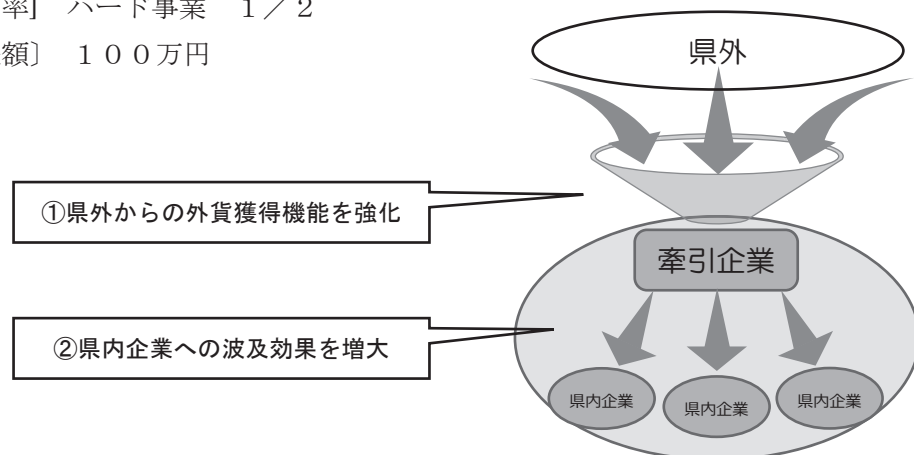 率〕 ハード事業 １／２
額〕 １００万円
県外
①県外からの外貨獲得機能を強化
牽引企業
②県内企業への波及効果を増大
県内企業
県内企業
県内企業